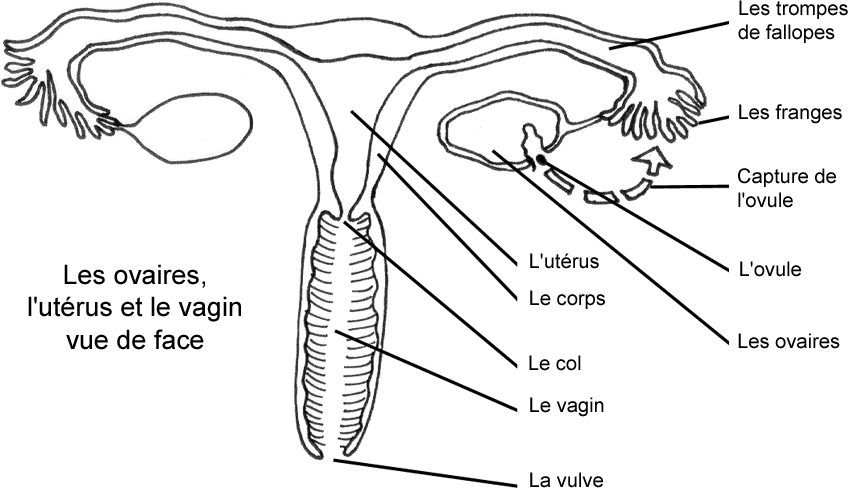 Les trompes
de fallopes
Les franges
Capture de
l'ovule
L'utérus
L'ovule
Le corps
Les ovaires,
l'utérus et le vagin
vue de face
Les ovaires
Le col
Le vagin
La vulve